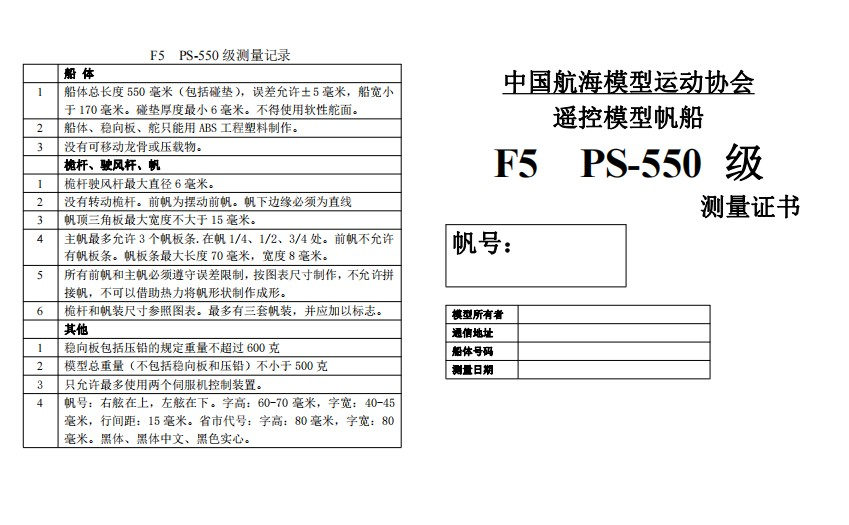 F5 PS-550 级测量记录
船 体
1 船体总长度 550 毫米（包括碰垫），误差允许±5 毫米，船宽小
于 170 毫米。碰垫厚度最小 6 毫米。不得使用软性舵面。
2 船体、稳向板、舵只能用 ABS 工程塑料制作。
3 没有可移动龙骨或压载物。
桅杆、驶风杆、帆
1 桅杆驶风杆最大直径 6 毫米。
2 没有转动桅杆。前帆为摆动前帆。帆下边缘必须为直线
3 帆顶三角板最大宽度不大于 15 毫米。
4 主帆最多允许 3 个帆板条.在帆 1/4、1/2、3/4 处。前帆不允许
有帆板条。帆板条最大长度 70 毫米，宽度 8 毫米。
5 所有前帆和主帆必须遵守误差限制,按图表尺寸制作,不允许拼
接帆，不可以借助热力将帆形状制作成形。
6 桅杆和帆装尺寸参照图表。最多有三套帆装，并应加以标志。
其他
1 稳向板包括压铅的规定重量不超过 600 克
2 模型总重量（不包括稳向板和压铅）不小于 500 克
3 只允许最多使用两个伺服机控制装置。
4 帆号：右舷在上，左舷在下。字高：60-70 毫米，字宽：40-45
毫米，行间距：15 毫米。省市代号：字高：80 毫米，字宽：80
毫米。黑体、黑体中文、黑色实心。
中国航海模型运动协会
遥控模型帆船
F5 PS-550 级
测量证书
帆号：
模型所有者
通信地址
船体号码
测量日期